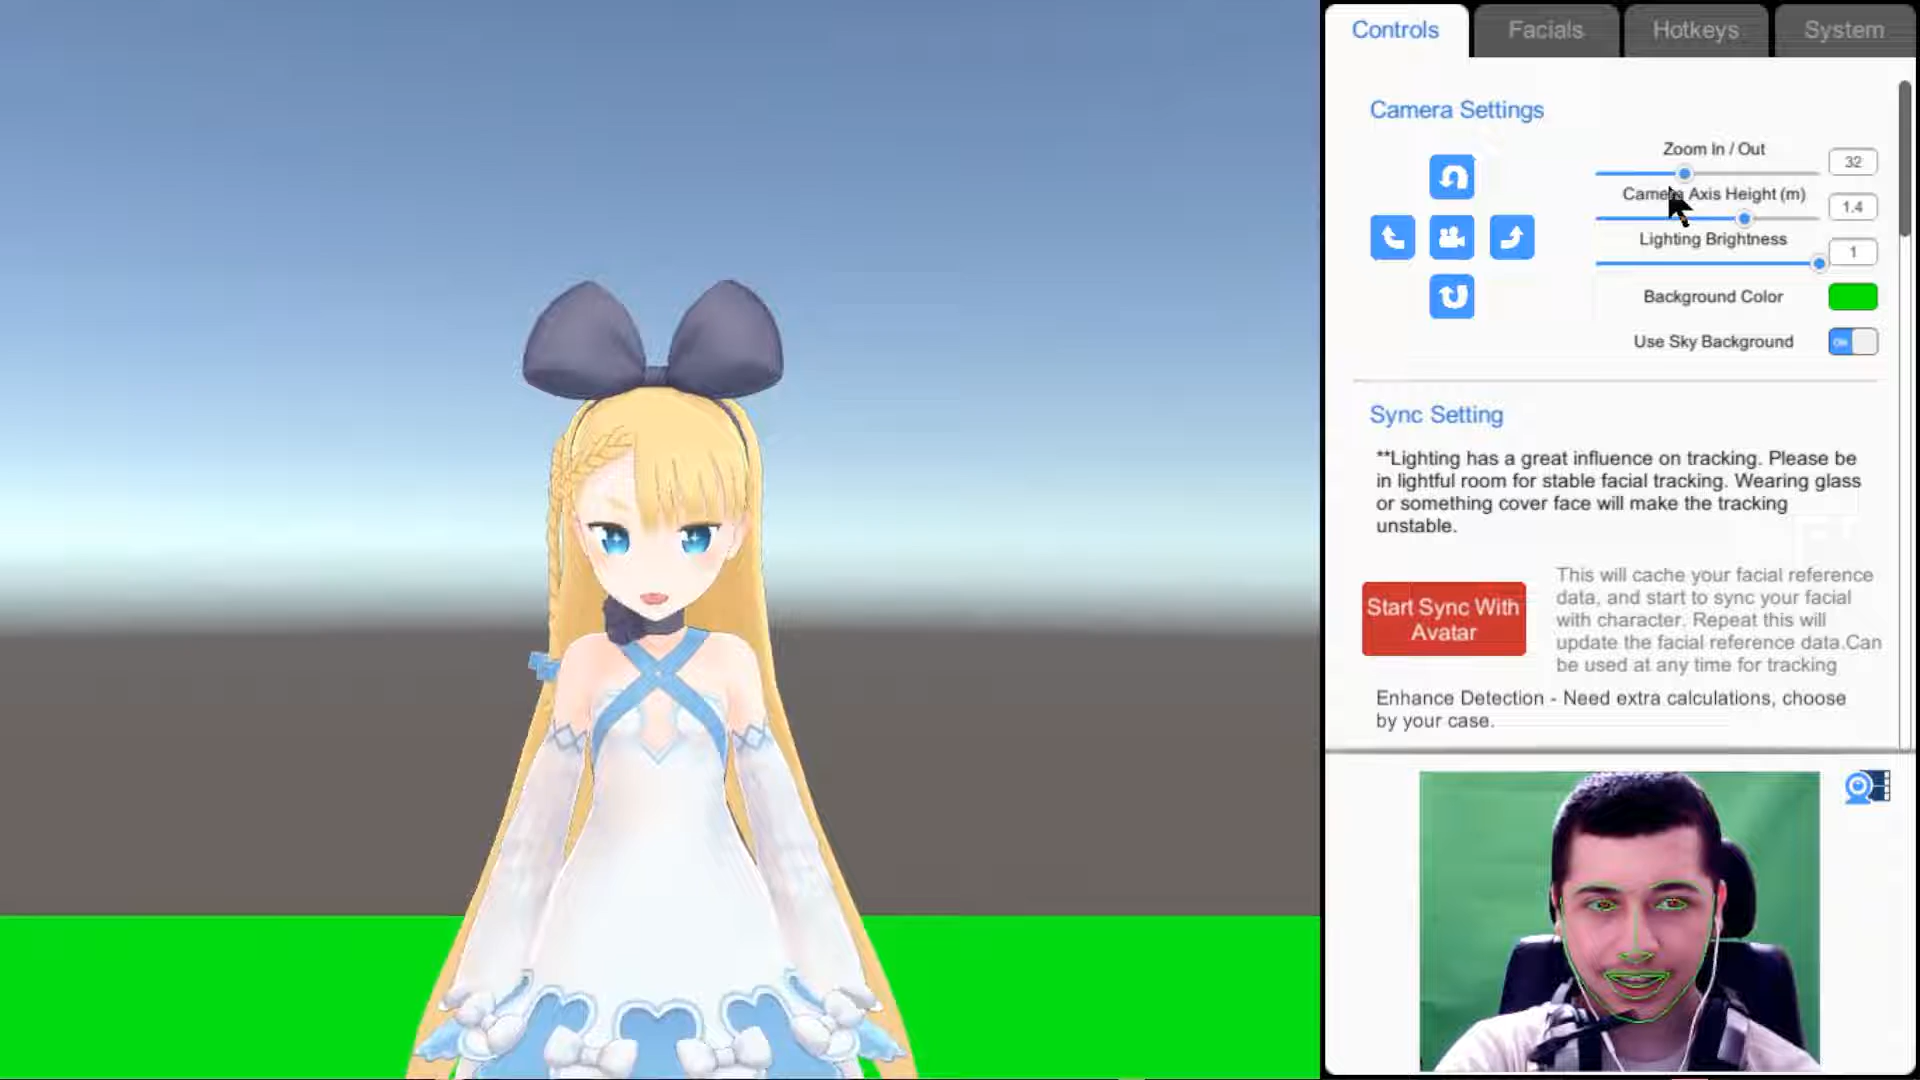 Controls
Facials
Hotkeys
System
Camera Settings
Zoom In / Out
32
Camera Axis Height (m)
1.4
Lighting Brightness
1
Background Color
Use Sky Background
ON
Sync Setting
**Lighting has a great influence on tracking. Please be
in lightful room for stable facial tracking. Wearing glass
or something cover face will make the tracking
unstable.
Start Sync With
Avatar
This will cache your facial reference
data, and start to sync your facial
with character. Repeat this will
update the facial reference data.Can
be used at any time for tracking
Enhance Detection - Need extra calculations, choose
by your case.